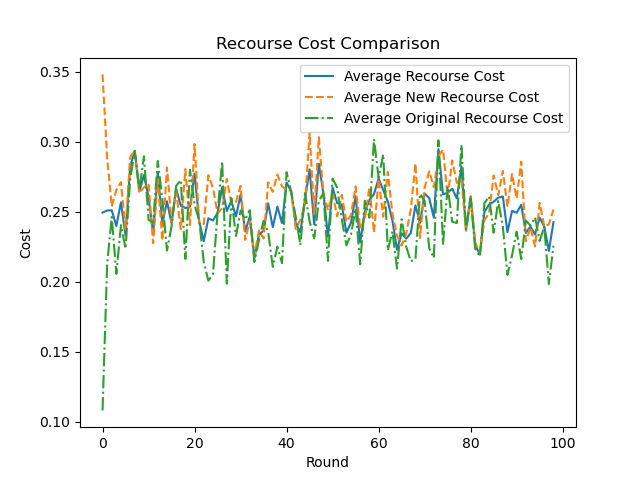 Recourse Cost Comparison
Average Recourse Cost
Average New Recourse Cost
Average Original Recourse Cost
0.35
0.30
0.25
0.20
0.15
0.10
Cost
0
20
40
60
80
100
Round